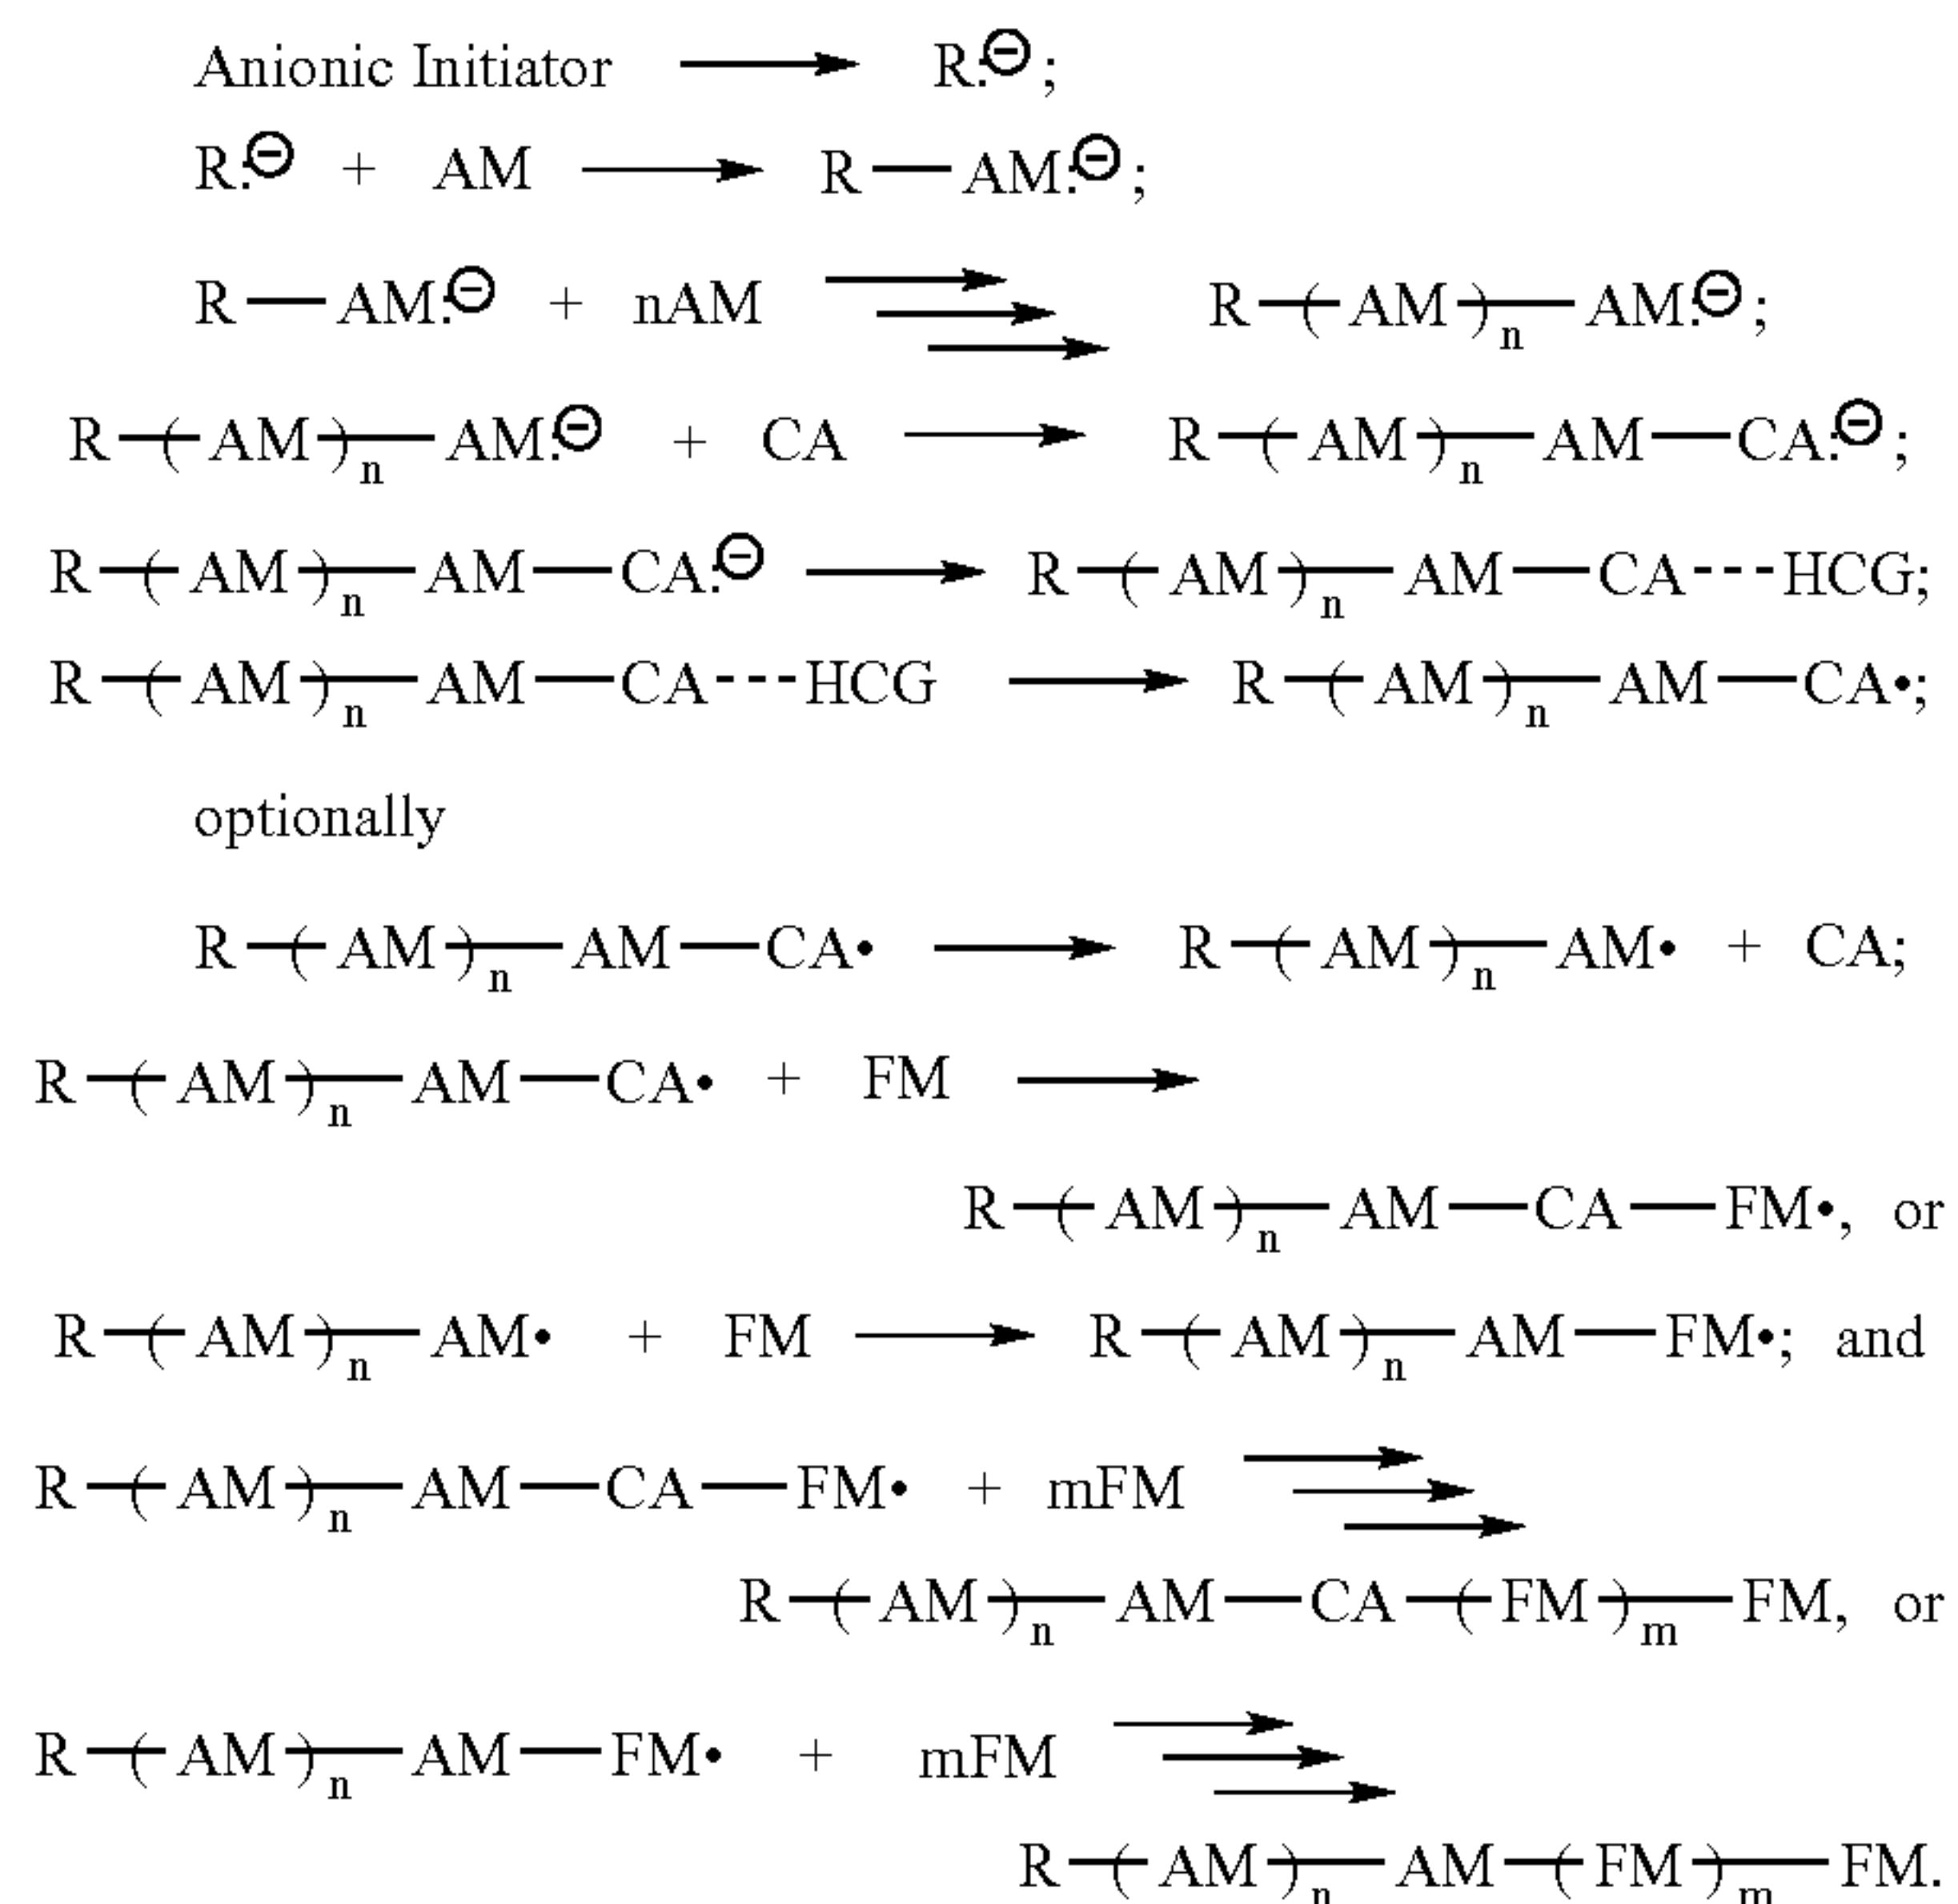 Anionic Initiator ⟶ R:⊖;
R:⊖ + AM ⟶ R—AM:⊖;
R—AM:⊖ + nAM ⟶⟶⟶ R—(AM)n—AM:⊖;
R—(AM)n—AM:⊖ + CA ⟶ R—(AM)n—AM—CA:⊖;
R—(AM)n—AM—CA:⊖ ⟶ R—(AM)n—AM—CA---HCG;
R—(AM)n—AM—CA---HCG ⟶ R—(AM)n—AM—CA•;
optionally
R—(AM)n—AM—CA• ⟶ R—(AM)n—AM• + CA;
R—(AM)n—AM—CA• + FM ⟶
R—(AM)n—AM—CA—FM•, or
R—(AM)n—AM• + FM ⟶ R—(AM)n—AM—FM•; and
R—(AM)n—AM—CA—FM• + mFM ⟶⟶⟶
R—(AM)n—AM—CA—(FM)m—FM, or
R—(AM)n—AM—FM• + mFM ⟶⟶⟶
R—(AM)n—AM—(FM)m—FM.